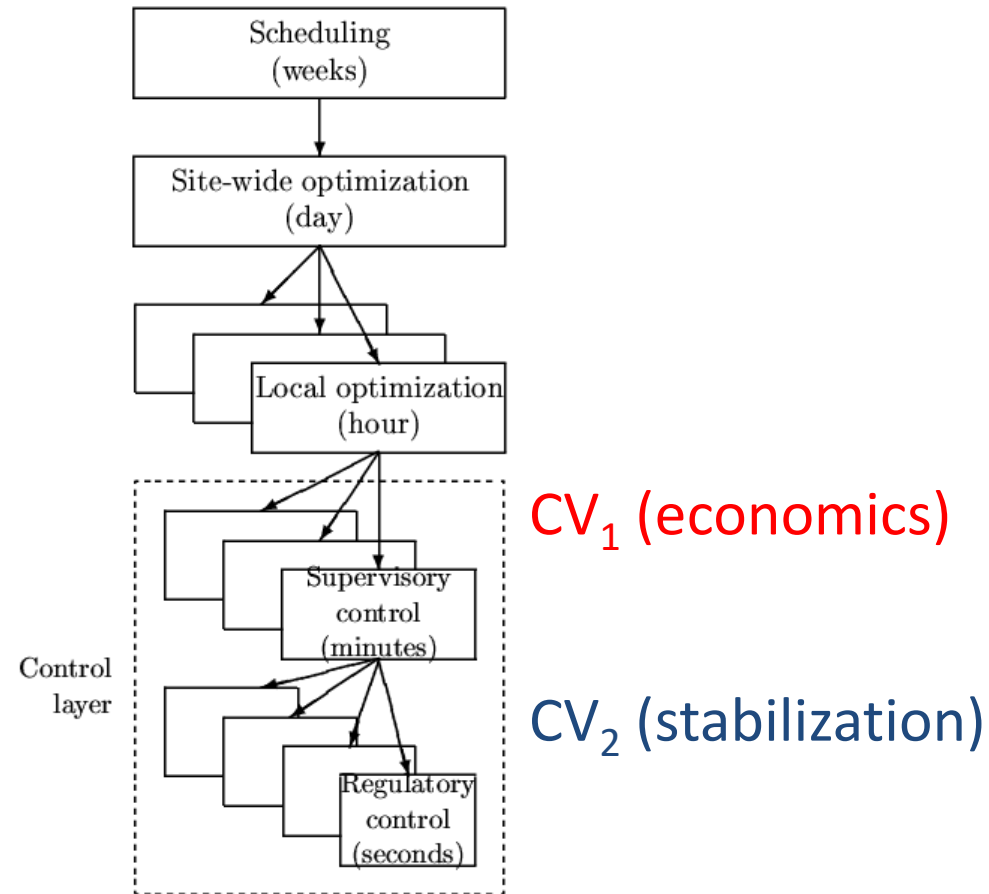 Scheduling
(weeks)
Site-wide optimization
(day)
Local optimization
(hour)
CV₁ (economics)
Supervisory
control
(minutes)
Control
layer
CV₂ (stabilization)
Regulatory
control
(seconds)